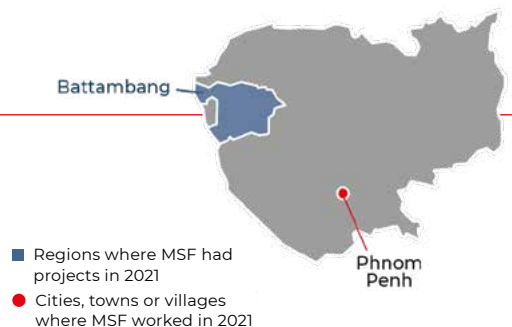 Battambang
Phnom
Penh
Regions where MSF had
projects in 2021
Cities, towns or villages
where MSF worked in 2021